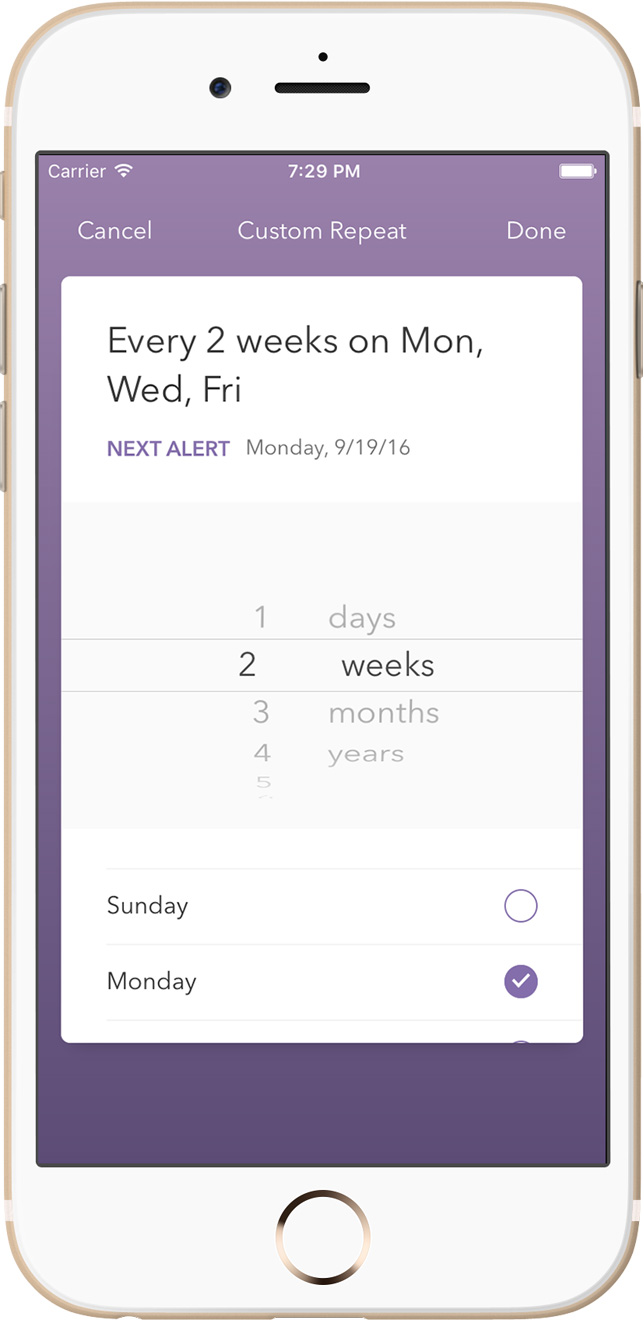 Carrier 7:29 PM
Cancel Custom Repeat Done
Every 2 weeks on Mon,
Wed, Fri
NEXT ALERT Monday, 9/19/16
1 days
2 weeks
3 months
4 years
5
Sunday
Monday